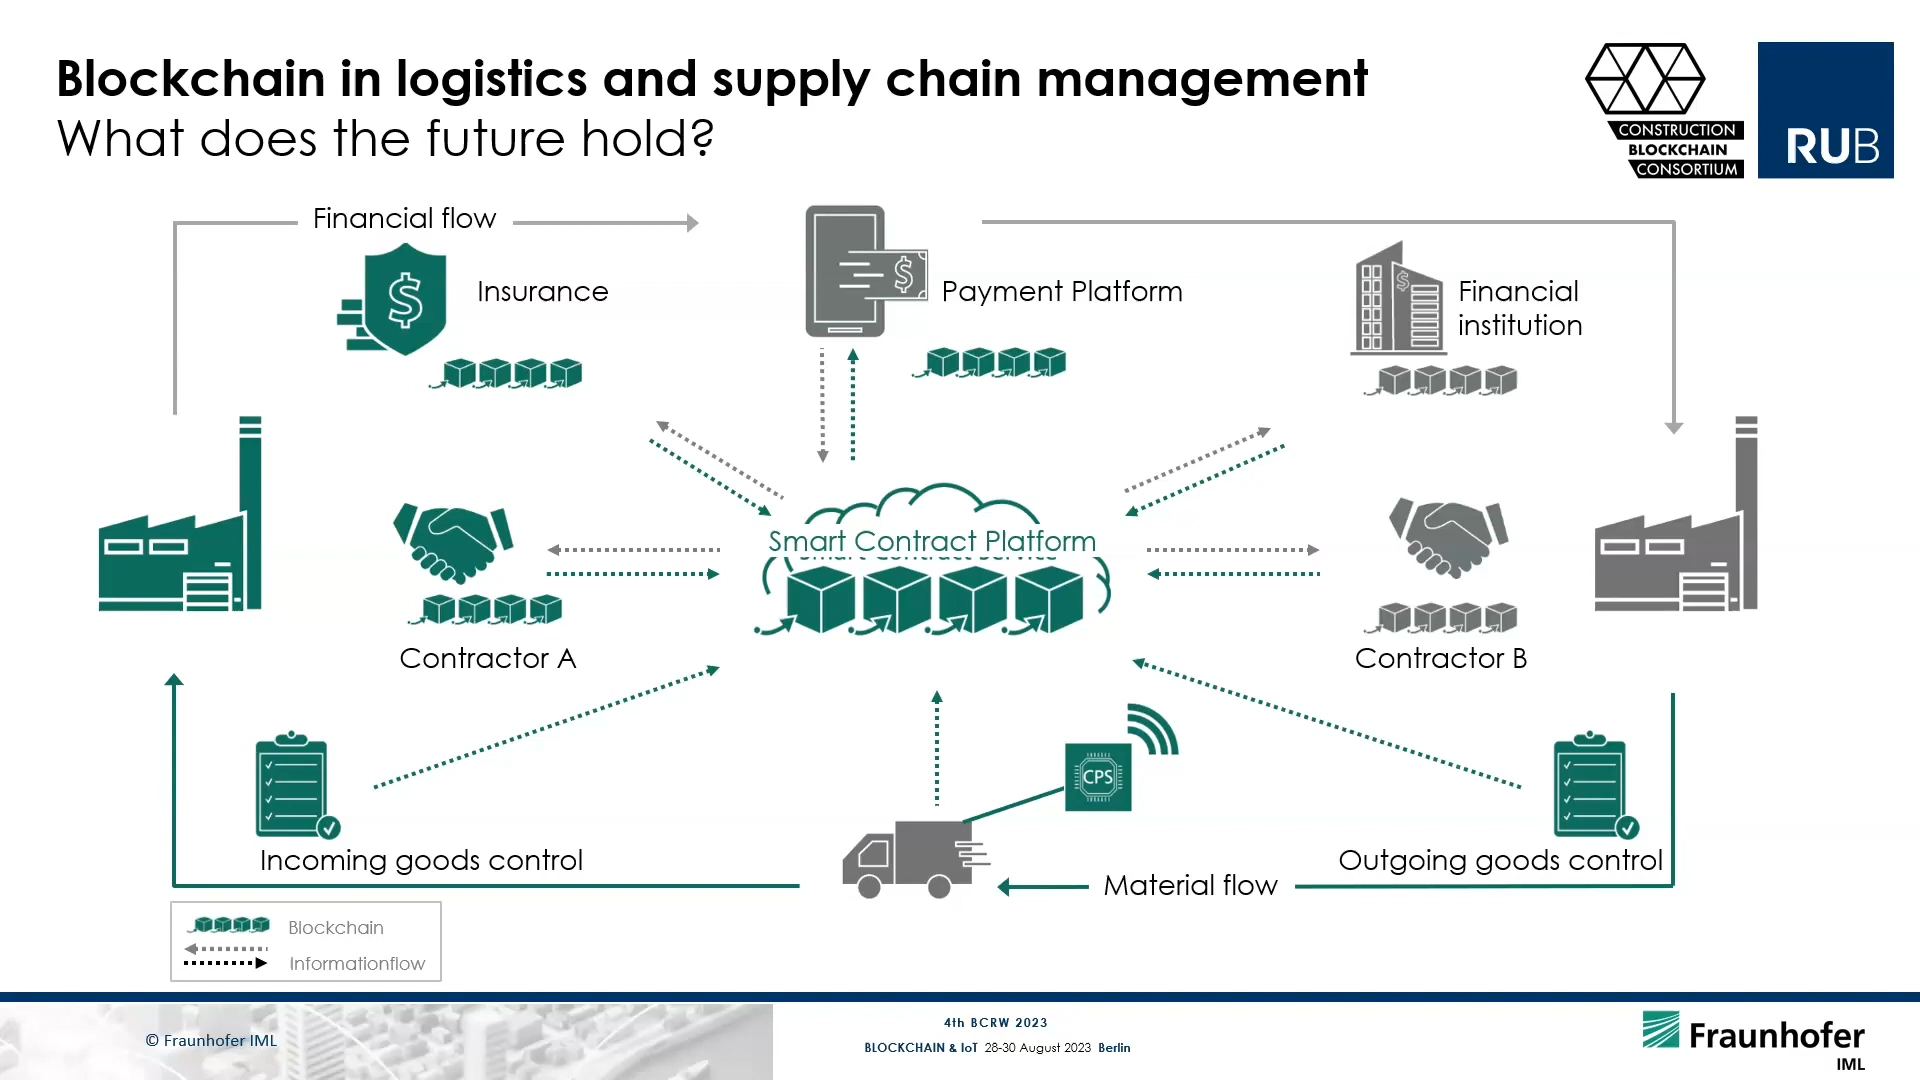 Blockchain in logistics and supply chain management
What does the future hold?
CONSTRUCTION
BLOCKCHAIN
CONSORTIUM
RUB
Financial flow
$
Insurance
$
Payment Platform
$
Financial
institution
Smart Contract Platform
Contractor A
Contractor B
CPS
Incoming goods control
Outgoing goods control
Material flow
Blockchain
Informationflow
© Fraunhofer IML
4th BCRW 2023
BLOCKCHAIN & IoT 28-30 August 2023 Berlin
Fraunhofer
IML